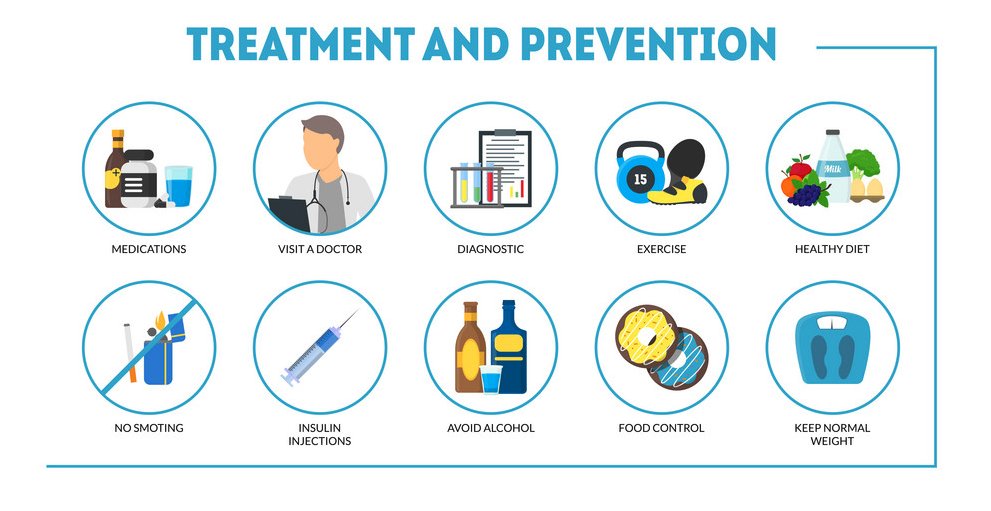 TREATMENT AND PREVENTION
15
Milk
MEDICATIONS
VISIT A DOCTOR
DIAGNOSTIC
EXERCISE
HEALTHY DIET
NO SMOTING
INSULIN
INJECTIONS
AVOID ALCOHOL
FOOD CONTROL
KEEP NORMAL
WEIGHT